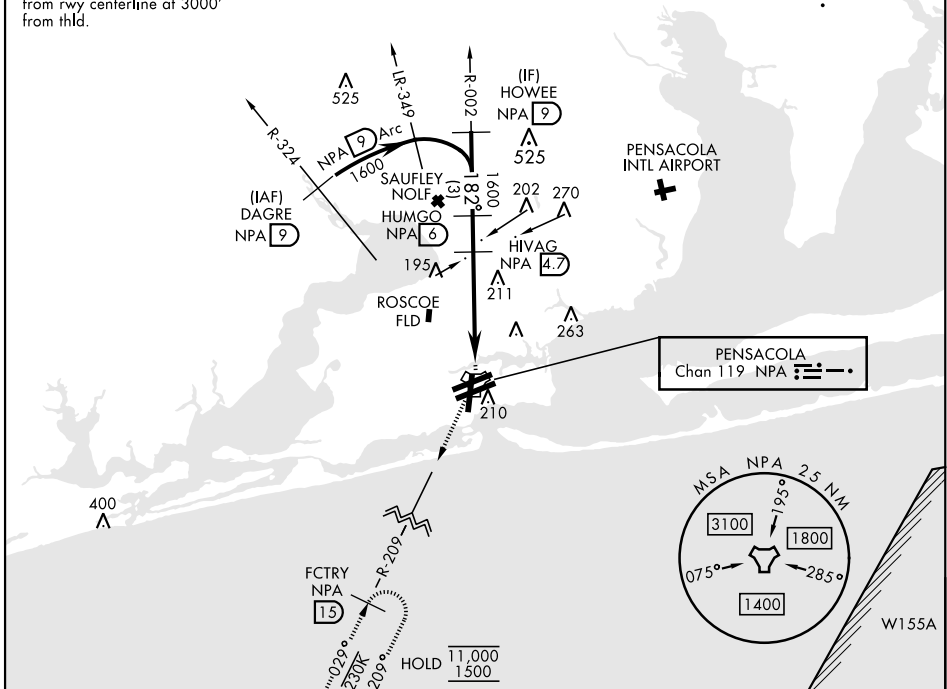 from rwy centerline at 3000'
from thld.
525
LR-349
R-002
(IF)
HOWEE
NPA 9
525
R-324
NPA 9 Arc
1600
(IAF)
DAGRE
NPA 9
SAUFLEY
NOLF
(3)
182°
1600
HUMGO
NPA 6
202
270
PENSACOLA
INTL AIRPORT
HIVAG
NPA 4.7
195
211
ROSCOE
FLD
263
PENSACOLA
Chan 119 NPA
210
400
R-209
FCTRY
NPA
15
029°
230K
209°
HOLD 11,000
1500
MSA NPA 25 NM
195°
3100
1800
075°
285°
1400
W155A